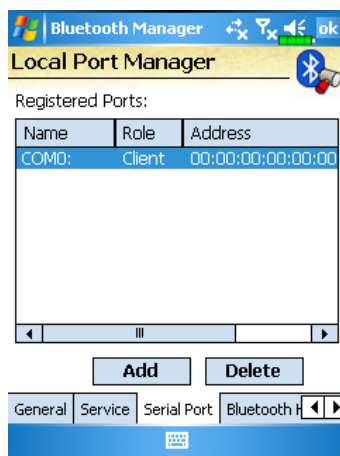 Bluetooth Manager ok
Local Port Manager
Registered Ports:
Name Role Address
COM0: Client 00:00:00:00:00:00
Add Delete
General Service Serial Port Bluetooth